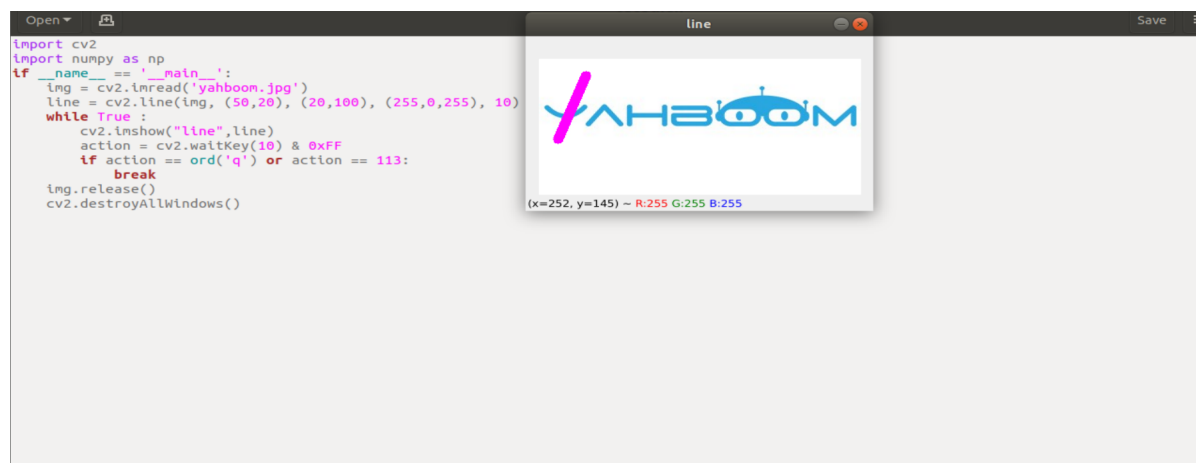 Open
Save
import cv2
import numpy as np
if __name__ == '__main__':
    img = cv2.imread('yahboom.jpg')
    line = cv2.line(img, (50,20), (20,100), (255,0,255), 10)
    while True :
        cv2.imshow("line",line)
        action = cv2.waitKey(10) & 0xFF
        if action == ord('q') or action == 113:
            break
    img.release()
    cv2.destroyAllWindows()
line
YAHBOOM
(x=252, y=145) ~ R:255 G:255 B:255